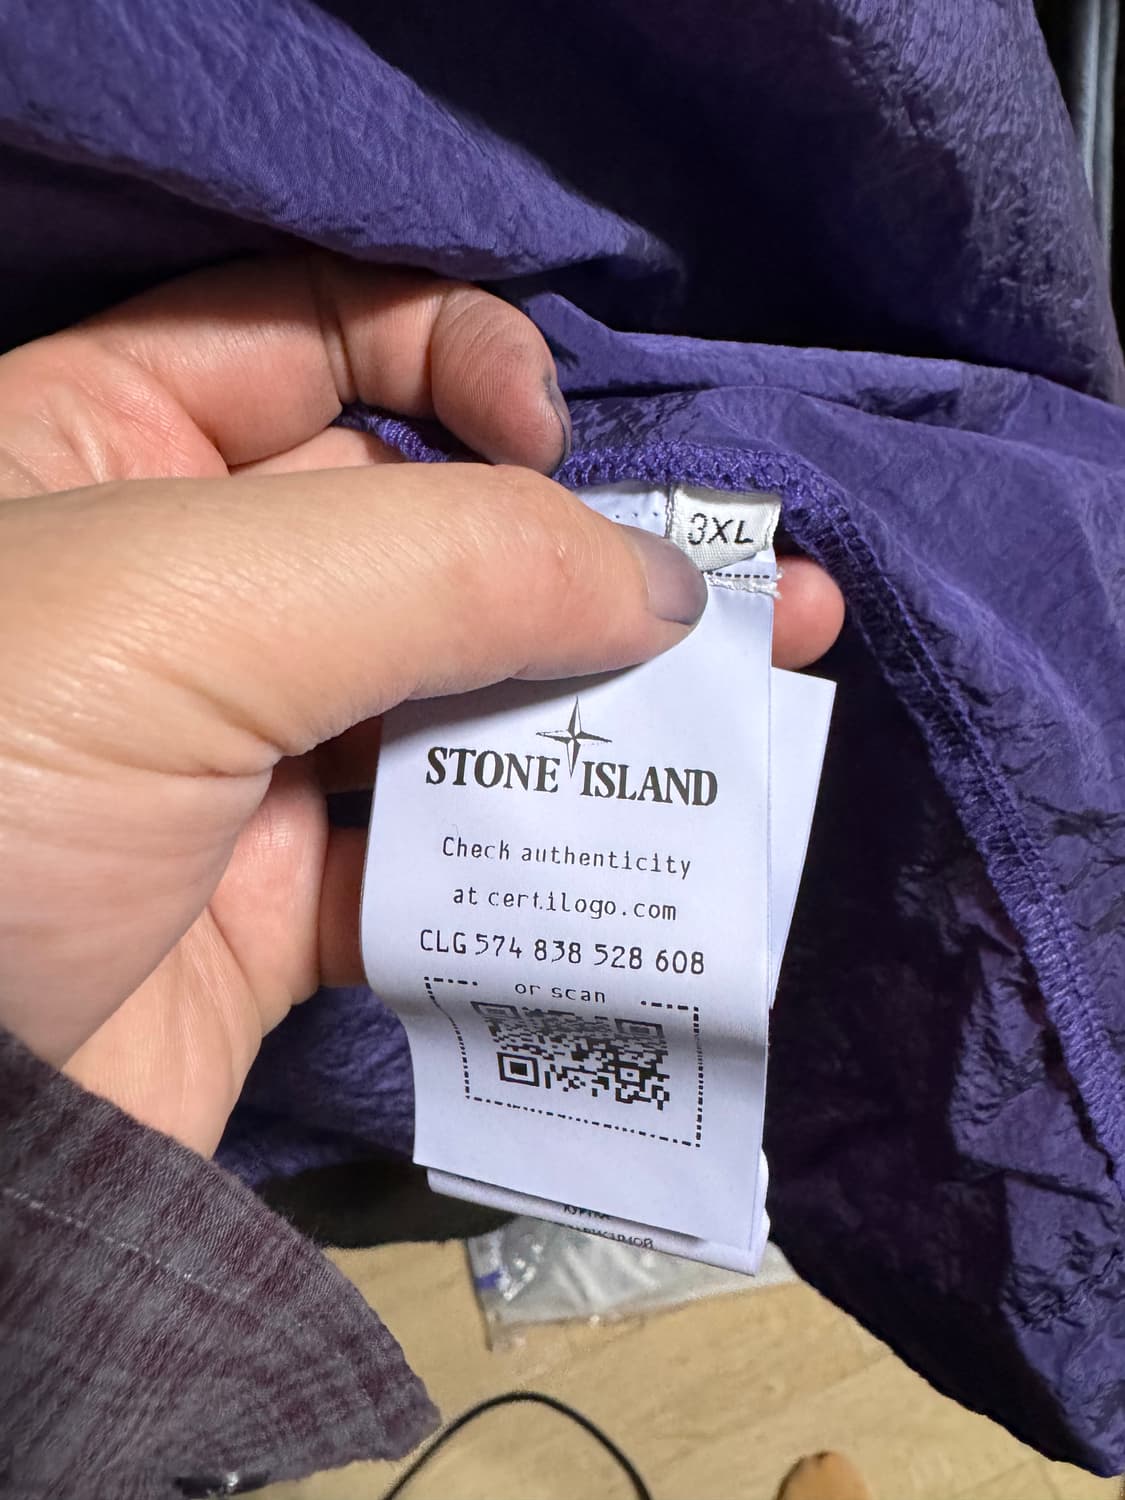 3XL
STONE ISLAND
Check authenticity
at certilogo.com
CLG 574 838 528 608
or scan